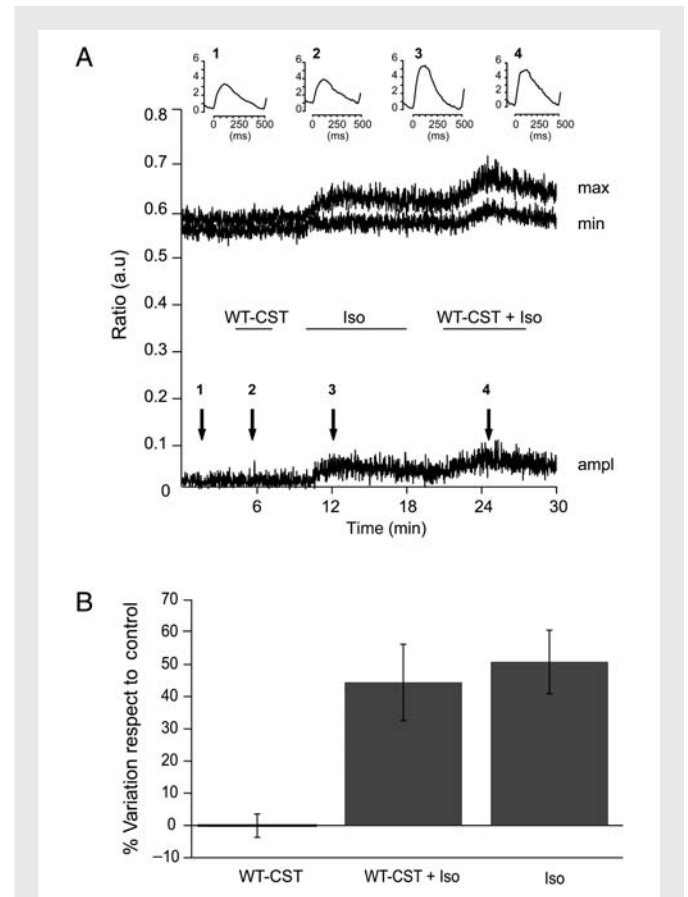 A
1 2 3 4
6 6 6 6
4 4 4 4
2 2 2 2
0 250 500 0 250 500 0 250 500 0 250 500
(ms) (ms) (ms) (ms)
0.8
0.7
max
0.6
min
0.5
Ratio (a.u)
0.4
WT-CST Iso WT-CST + Iso
0.3
0.2
1 2 3 4
0.1
ampl
0
6 12 18 24 30
Time (min)
B
% Variation respect to control
70
60
50
40
30
20
10
0
−10
WT-CST WT-CST + Iso Iso